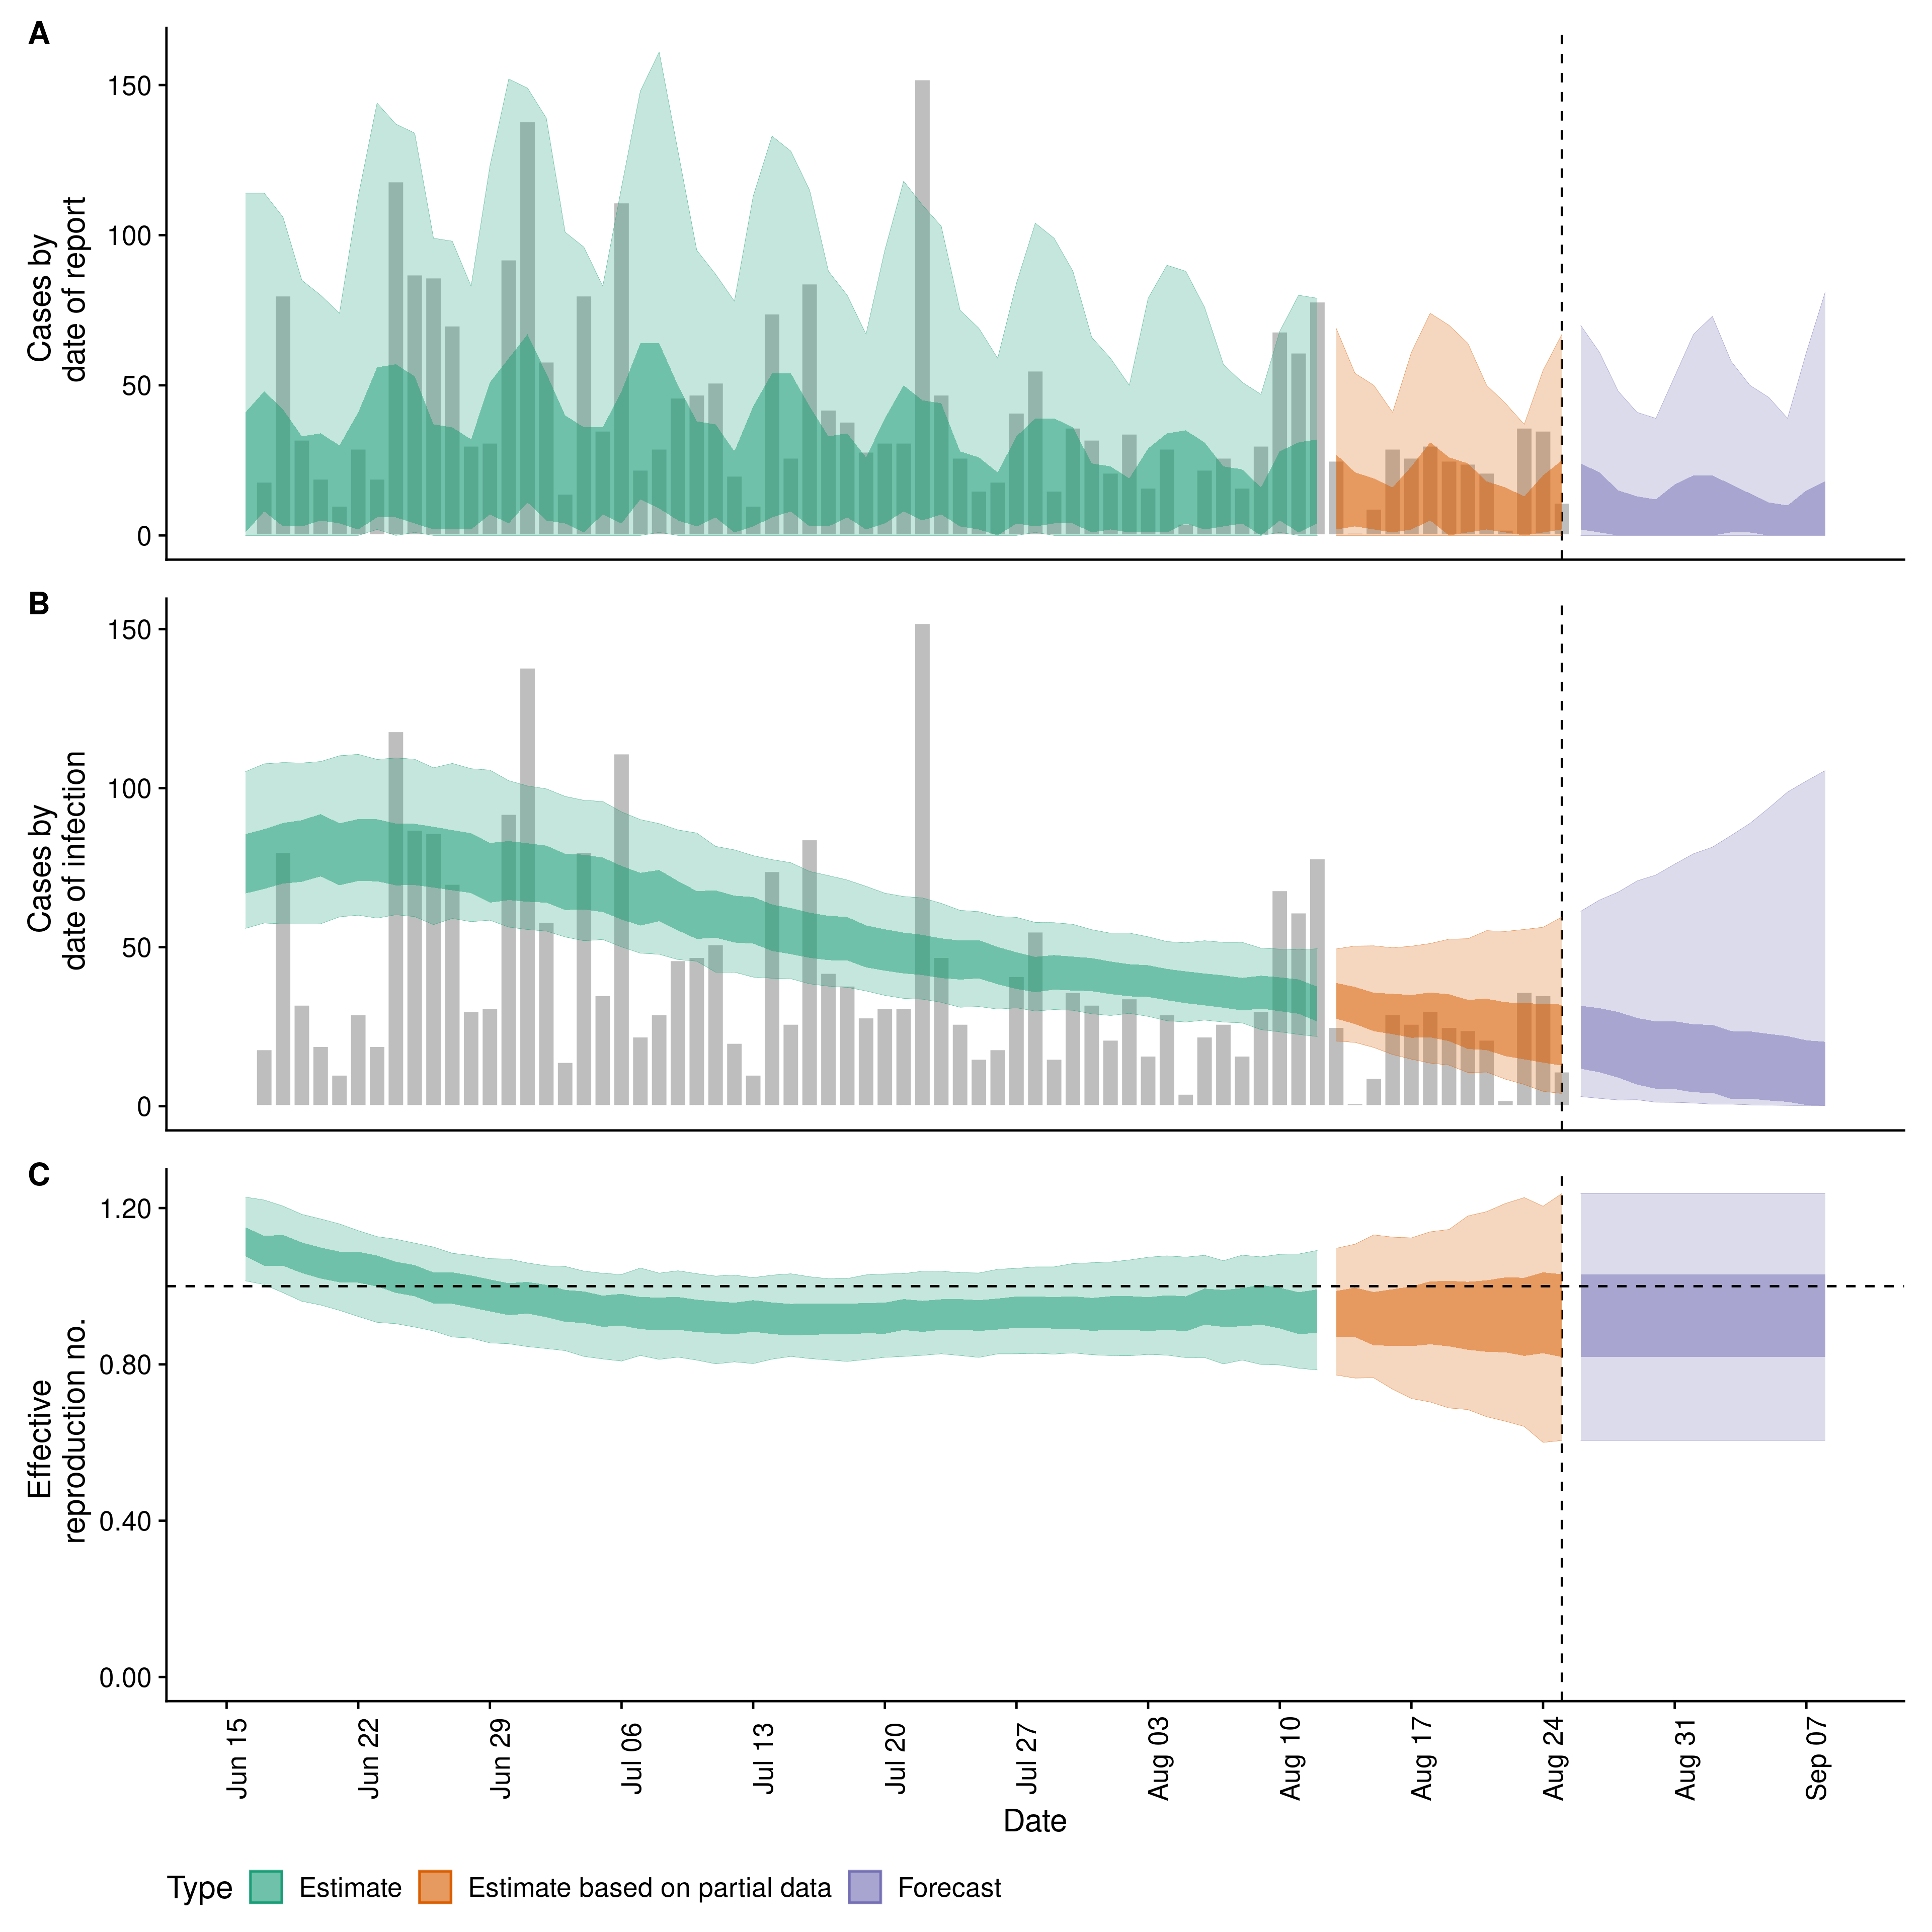 A
Cases by
date of report
150
100
50
0
B
Cases by
date of infection
150
100
50
0
C
Effective
reproduction no.
1.20
0.80
0.40
0.00
Jun 15
Jun 22
Jun 29
Jul 06
Jul 13
Jul 20
Jul 27
Aug 03
Aug 10
Aug 17
Aug 24
Aug 31
Sep 07
Date
Type
Estimate
Estimate based on partial data
Forecast